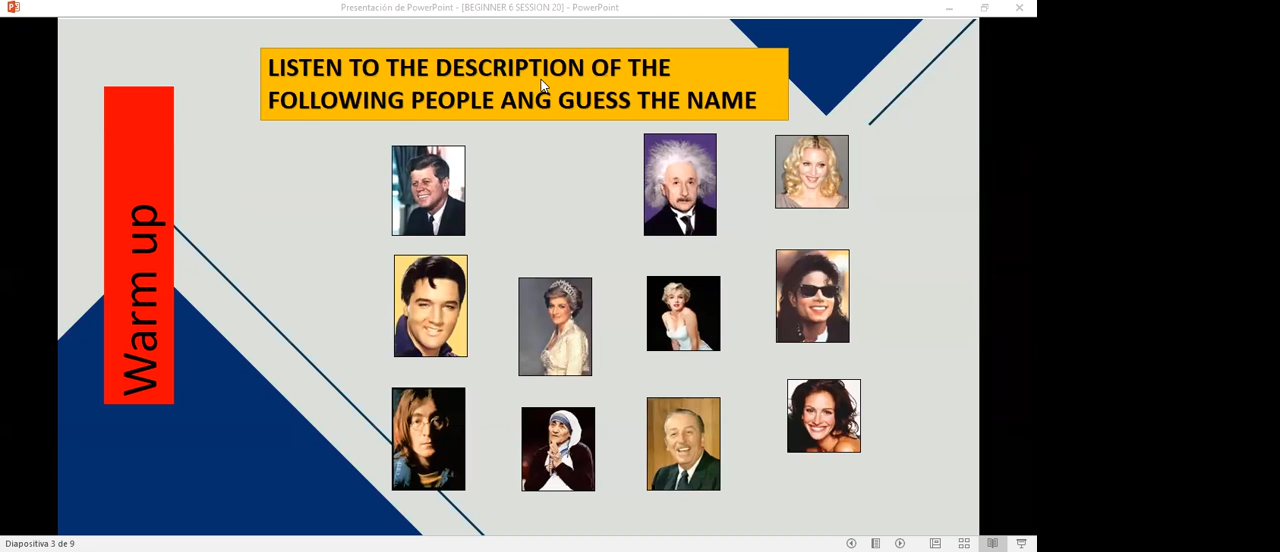 Presentación de PowerPoint - [BEGINNER 6 SESSION 20] - PowerPoint
LISTEN TO THE DESCRIPTION OF THE
FOLLOWING PEOPLE ANG GUESS THE NAME
Warm up
Diapositiva 3 de 9